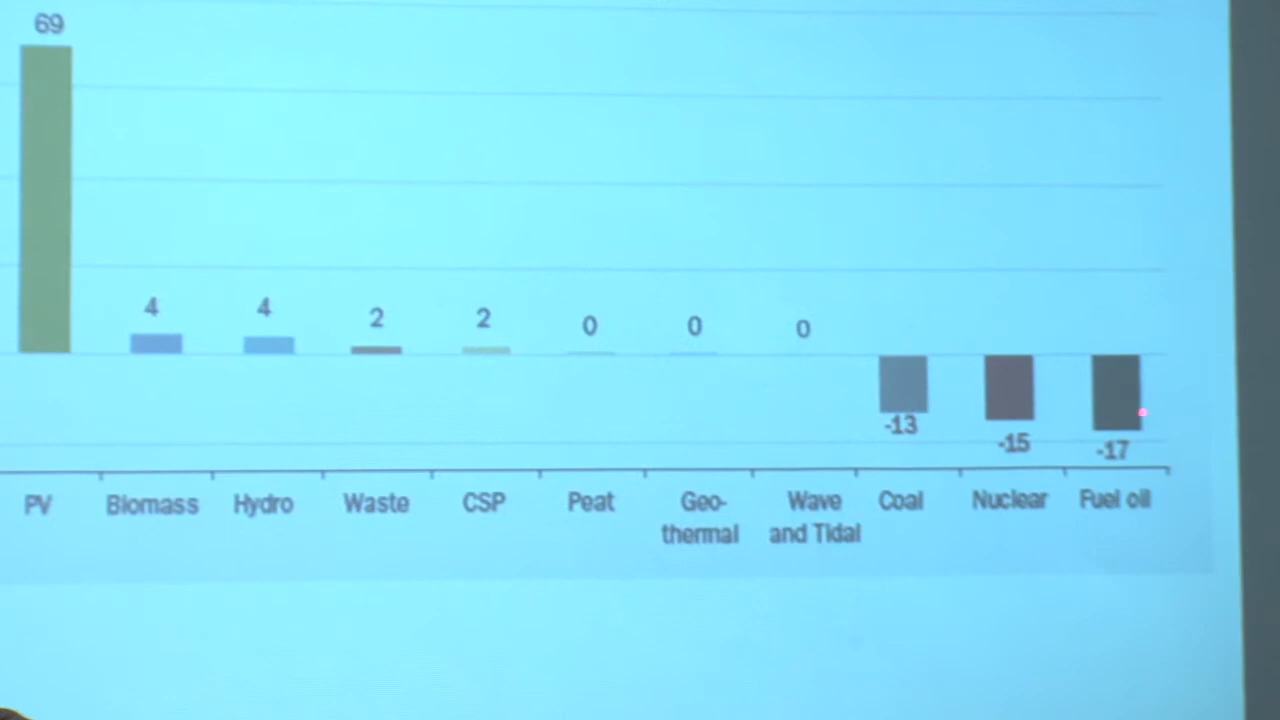 69
4
4
2
2
0
0
0
-13
-15
-17
PV
Biomass
Hydro
Waste
CSP
Peat
Geo-
thermal
Wave
and Tidal
Coal
Nuclear
Fuel oil